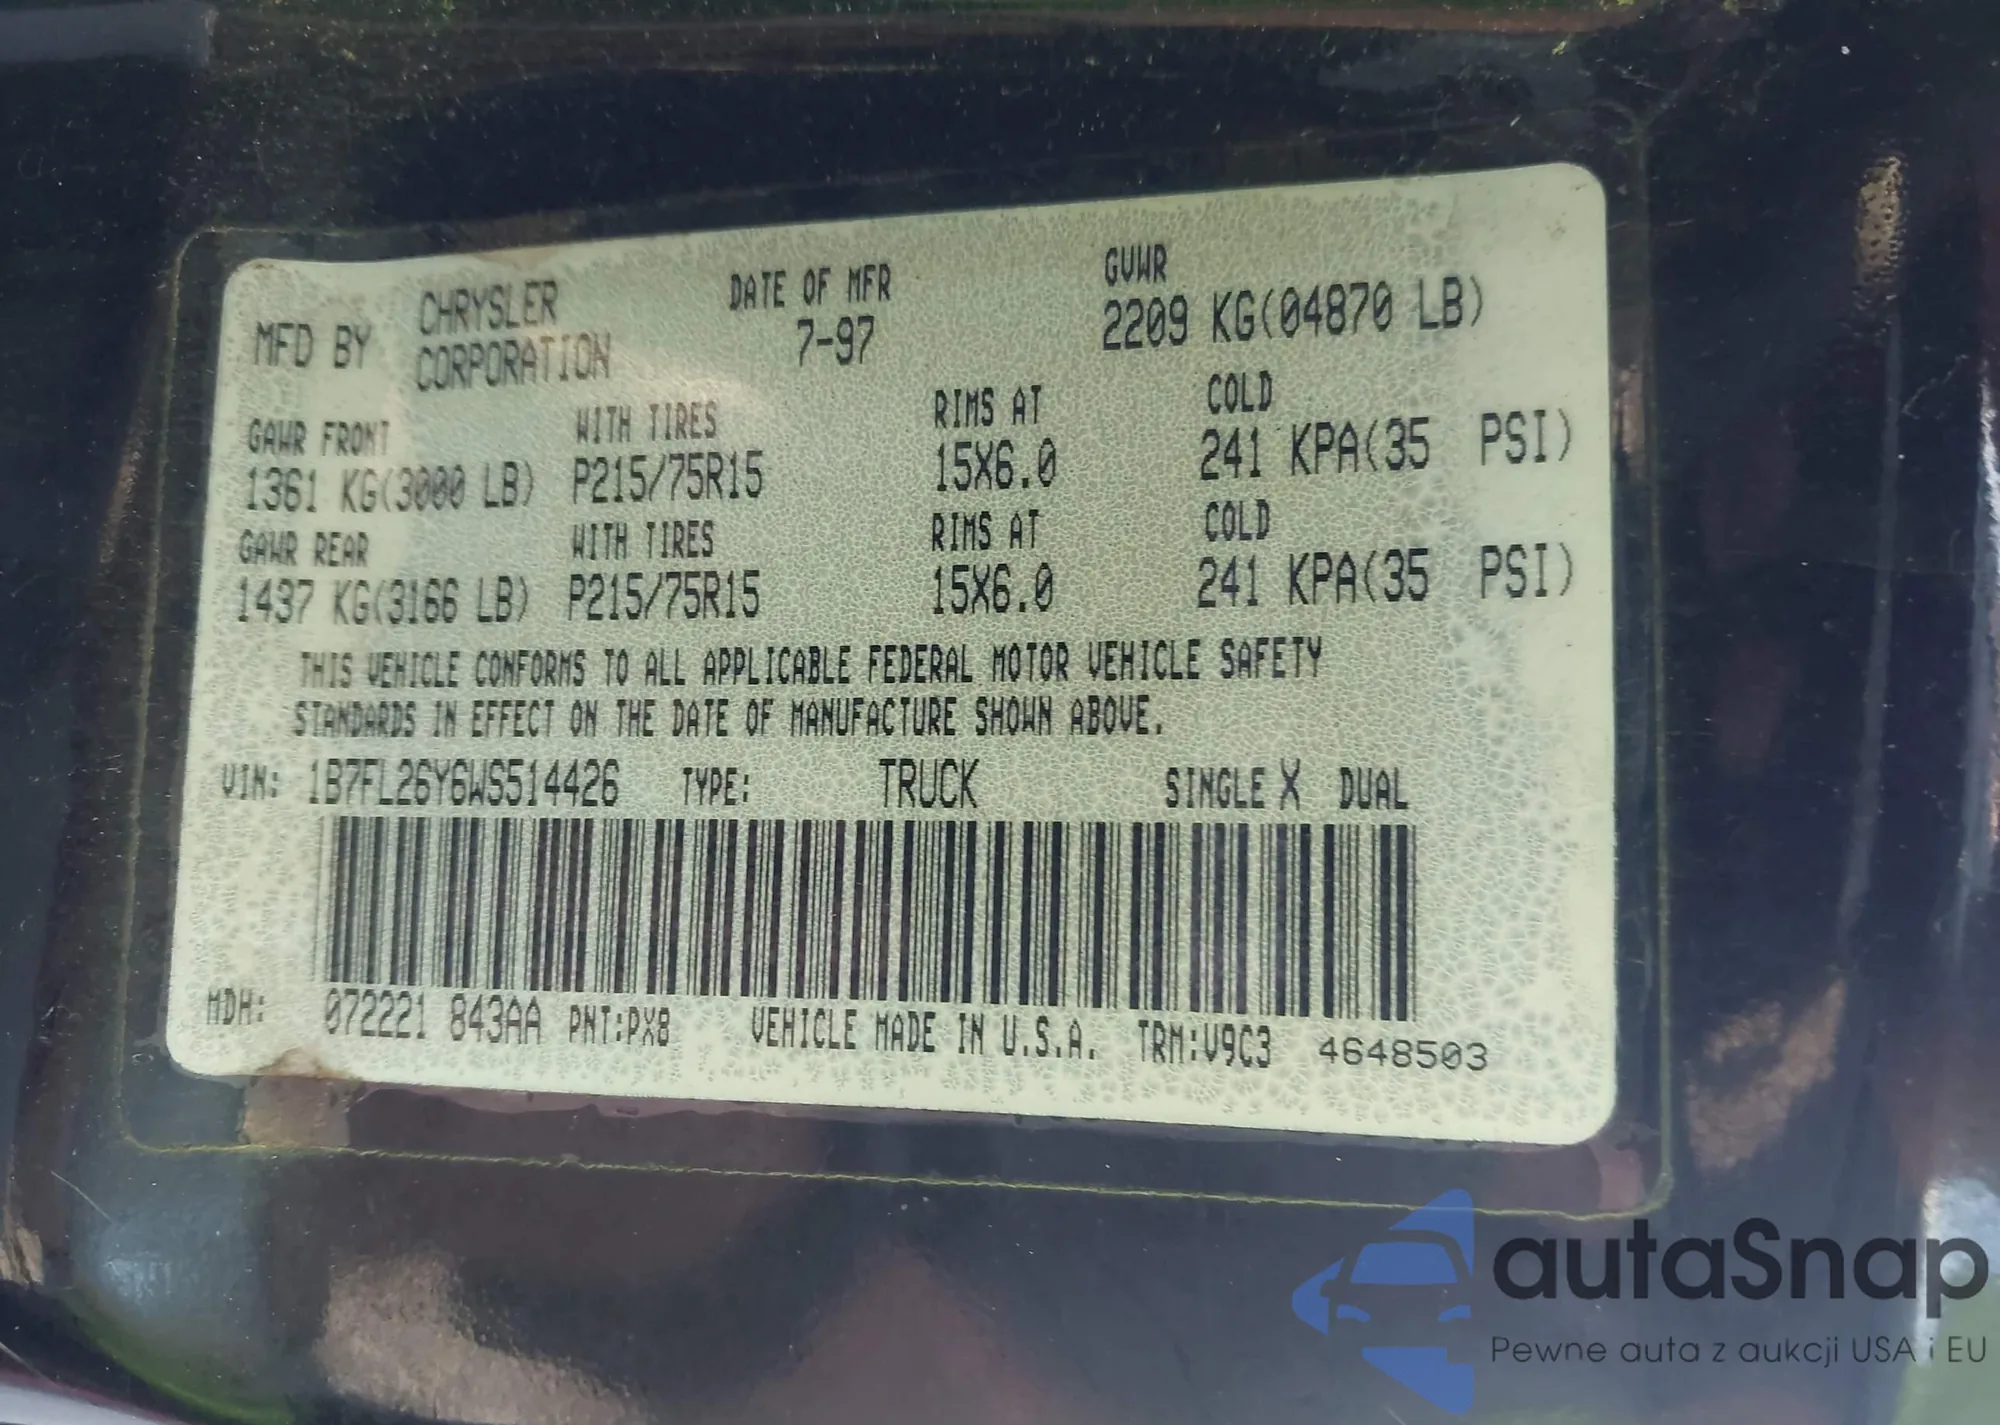 MFD BY CHRYSLER CORPORATION DATE OF MFR 7-97 GVWR 2209 KG(04870 LB)
GAWR FRONT WITH TIRES RIMS AT COLD
1361 KG(3000 LB) P215/75R15 15X6.0 241 KPA(35 PSI)
GAWR REAR WITH TIRES RIMS AT COLD
1437 KG(3166 LB) P215/75R15 15X6.0 241 KPA(35 PSI)
THIS VEHICLE CONFORMS TO ALL APPLICABLE FEDERAL MOTOR VEHICLE SAFETY
STANDARDS IN EFFECT ON THE DATE OF MANUFACTURE SHOWN ABOVE.
VIN: 1B7FL26Y6WS514426 TYPE: TRUCK SINGLE X DUAL
MDH: 072221 843AA PNT:PX8 VEHICLE MADE IN U.S.A. TRM:V9C3 4648503
autaSnap
Pewne auta z aukcji USA i EU